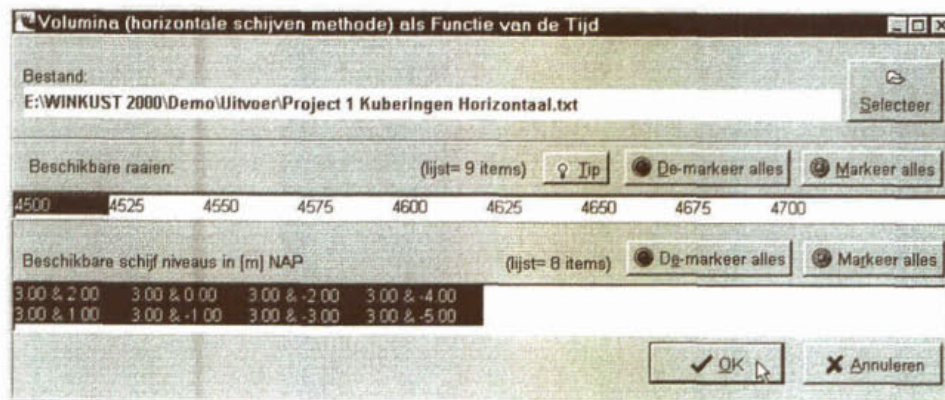 Volumina (horizontale schijven methode) als Functie van de Tijd
Bestand:
E:\WINKUST 2000\Demo\Uitvoer\Project 1 Kuberingen Horizontaal.txt
Selecteer
Beschikbare raaien: (lijst= 9 items) Tip De-markeer alles Markeer alles
4500 4525 4550 4575 4600 4625 4650 4675 4700
Beschikbare schijf niveaus in [m] NAP (lijst= 8 items) De-markeer alles Markeer alles
3.00 & 2.00 3.00 & 0.00 3.00 & -2.00 3.00 & -4.00
3.00 & 1.00 3.00 & -1.00 3.00 & -3.00 3.00 & -5.00
OK Annuleren